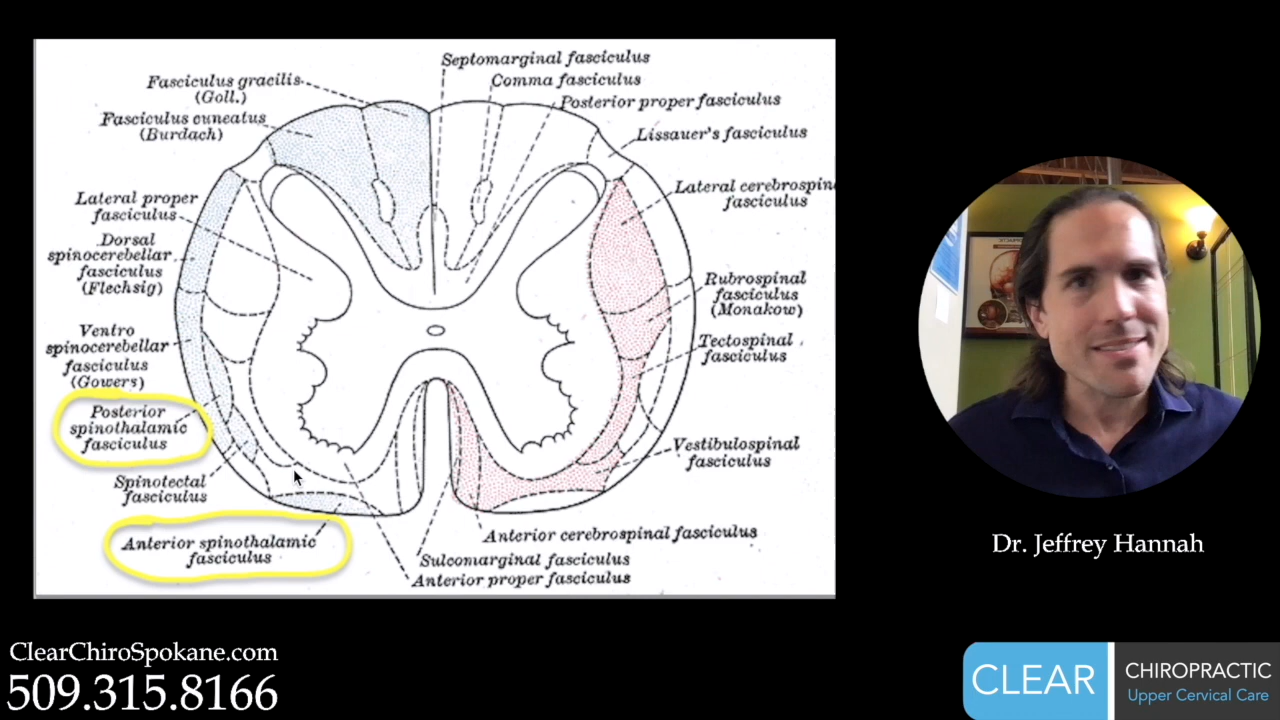 Septomarginal fasciculus
Comma fasciculus
Posterior proper fasciculus
Lissauer's fasciculus
Lateral cerebrospin
fasciculus
Rubrospinal
fasciculus
(Monakow)
Tectospinal
fasciculus
Vestibulospinal
fasciculus
Anterior cerebrospinal fasciculus
Sulcomarginal fasciculus
Anterior proper fasciculus
Fasciculus gracilis
(Goll.)
Fasciculus cuneatus
(Burdach)
Lateral proper
fasciculus
Dorsal
spinocerebellar
fasciculus
(Flechsig)
Ventro
spinocerebellar
fasciculus
(Gowers)
Posterior
spinothalamic
fasciculus
Spinotectal
fasciculus
Anterior spinothalamic
fasciculus
Dr. Jeffrey Hannah
ClearChiroSpokane.com
509.315.8166
CLEAR
CHIROPRACTIC
Upper Cervical Care